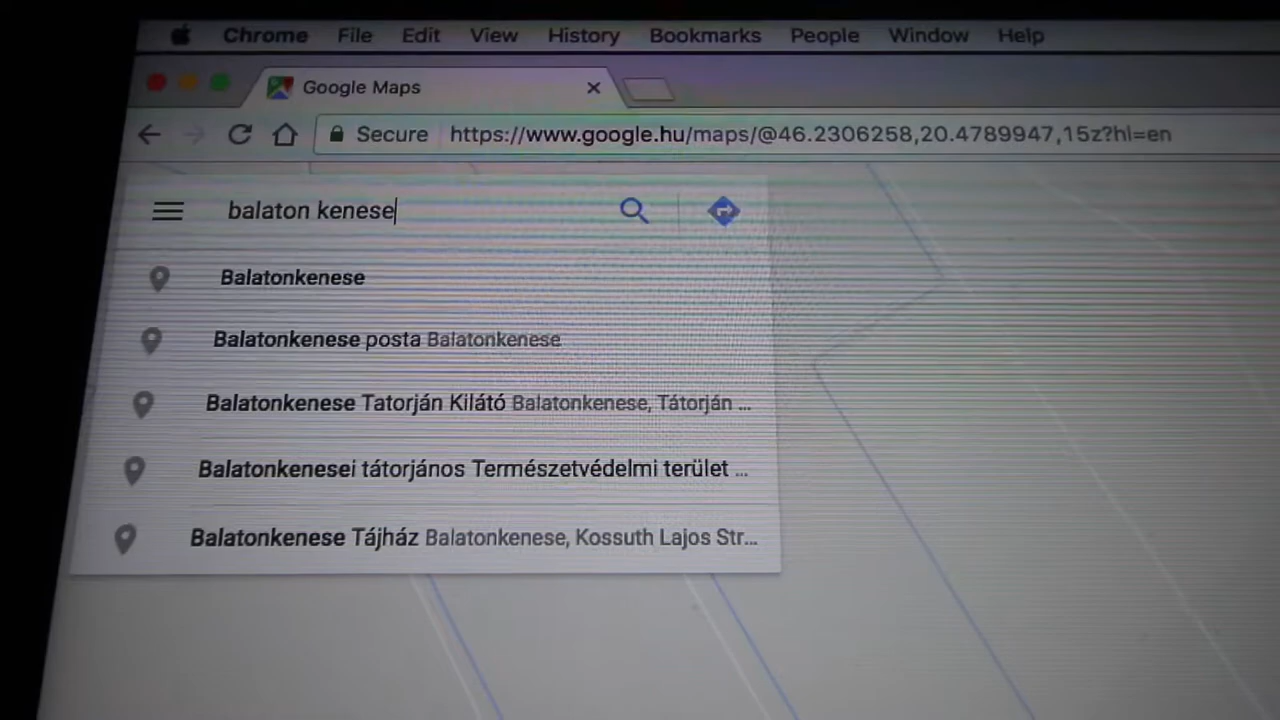 Chrome File Edit View History Bookmarks People Window Help
Google Maps
Secure https://www.google.hu/maps/@46.2306258,20.4789947,15z?hl=en
balaton kenese
Balatonkenese
Balatonkenese posta Balatonkenese
Balatonkenese Tatorján Kilátó Balatonkenese, Tátorján ...
Balatonkenesei tátorjános Természetvédelmi terület ...
Balatonkenese Tájház Balatonkenese, Kossuth Lajos Str...